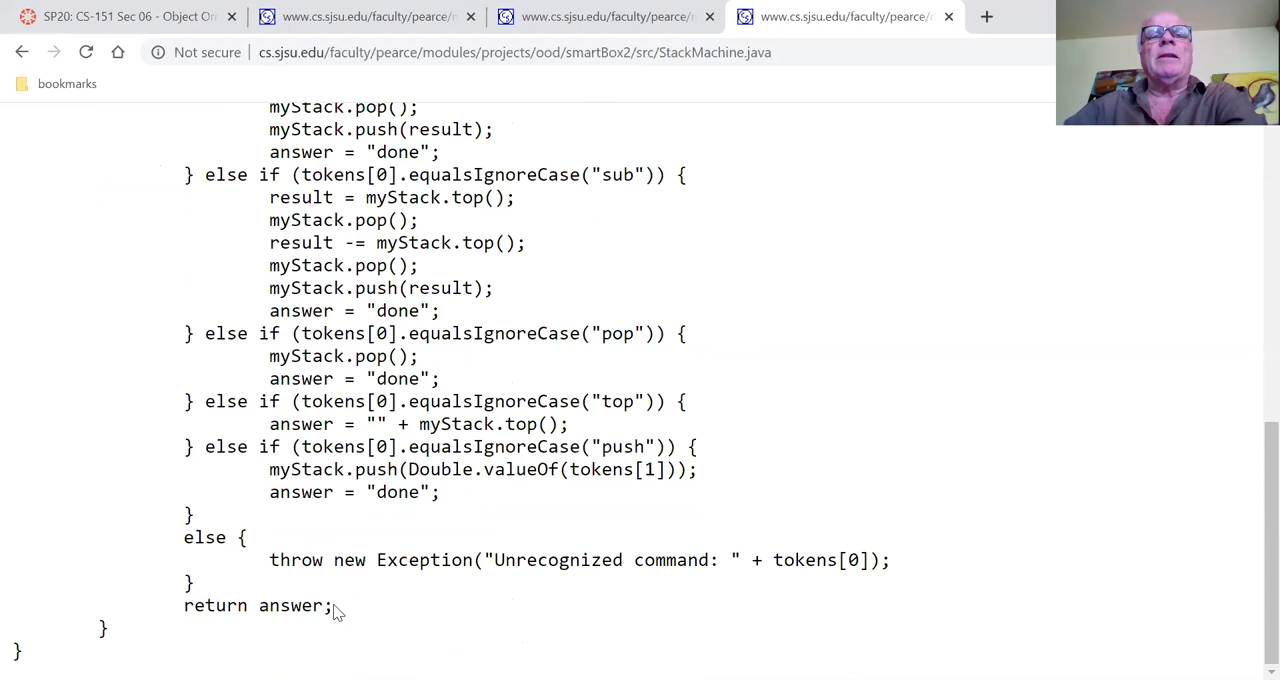 SP20: CS-151 Sec 06 - Object Or
www.cs.sjsu.edu/faculty/pearce/
www.cs.sjsu.edu/faculty/pearce/
www.cs.sjsu.edu/faculty/pearce/
Not secure cs.sjsu.edu/faculty/pearce/modules/projects/ood/smartBox2/src/StackMachine.java
bookmarks
myStack.pop();
myStack.push(result);
answer = "done";
} else if (tokens[0].equalsIgnoreCase("sub")) {
result = myStack.top();
myStack.pop();
result -= myStack.top();
myStack.pop();
myStack.push(result);
answer = "done";
} else if (tokens[0].equalsIgnoreCase("pop")) {
myStack.pop();
answer = "done";
} else if (tokens[0].equalsIgnoreCase("top")) {
answer = "" + myStack.top();
} else if (tokens[0].equalsIgnoreCase("push")) {
myStack.push(Double.valueOf(tokens[1]));
answer = "done";
}
else {
throw new Exception("Unrecognized command: " + tokens[0]);
}
return answer;
}
}